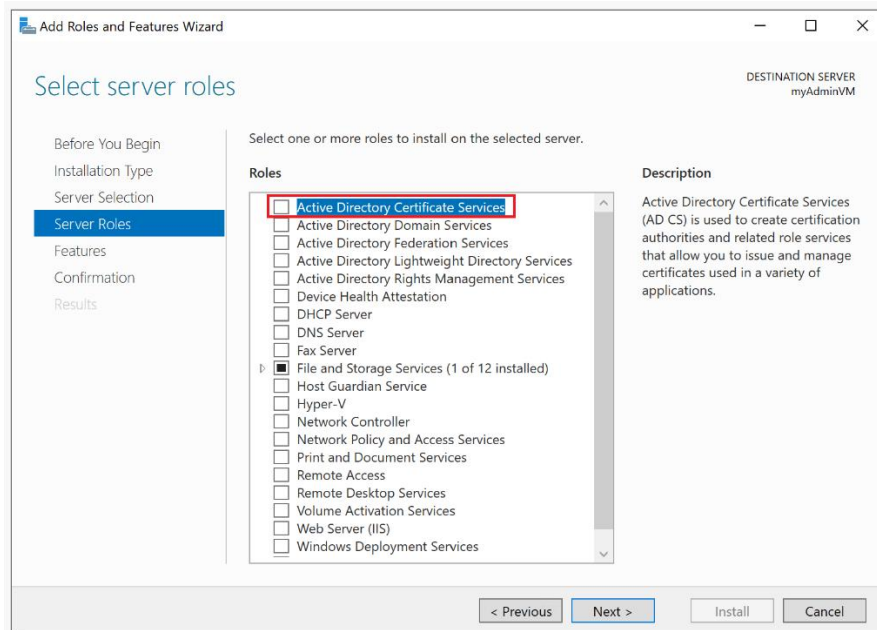 Add Roles and Features Wizard
Select server roles
DESTINATION SERVER
myAdminVM
Before You Begin
Installation Type
Server Selection
Server Roles
Features
Confirmation
Results
Select one or more roles to install on the selected server.
Roles
Active Directory Certificate Services
Active Directory Domain Services
Active Directory Federation Services
Active Directory Lightweight Directory Services
Active Directory Rights Management Services
Device Health Attestation
DHCP Server
DNS Server
Fax Server
File and Storage Services (1 of 12 installed)
Host Guardian Service
Hyper-V
Network Controller
Network Policy and Access Services
Print and Document Services
Remote Access
Remote Desktop Services
Volume Activation Services
Web Server (IIS)
Windows Deployment Services
Description
Active Directory Certificate Services
(AD CS) is used to create certification
authorities and related role services
that allow you to issue and manage
certificates used in a variety of
applications.
< Previous
Next >
Install
Cancel